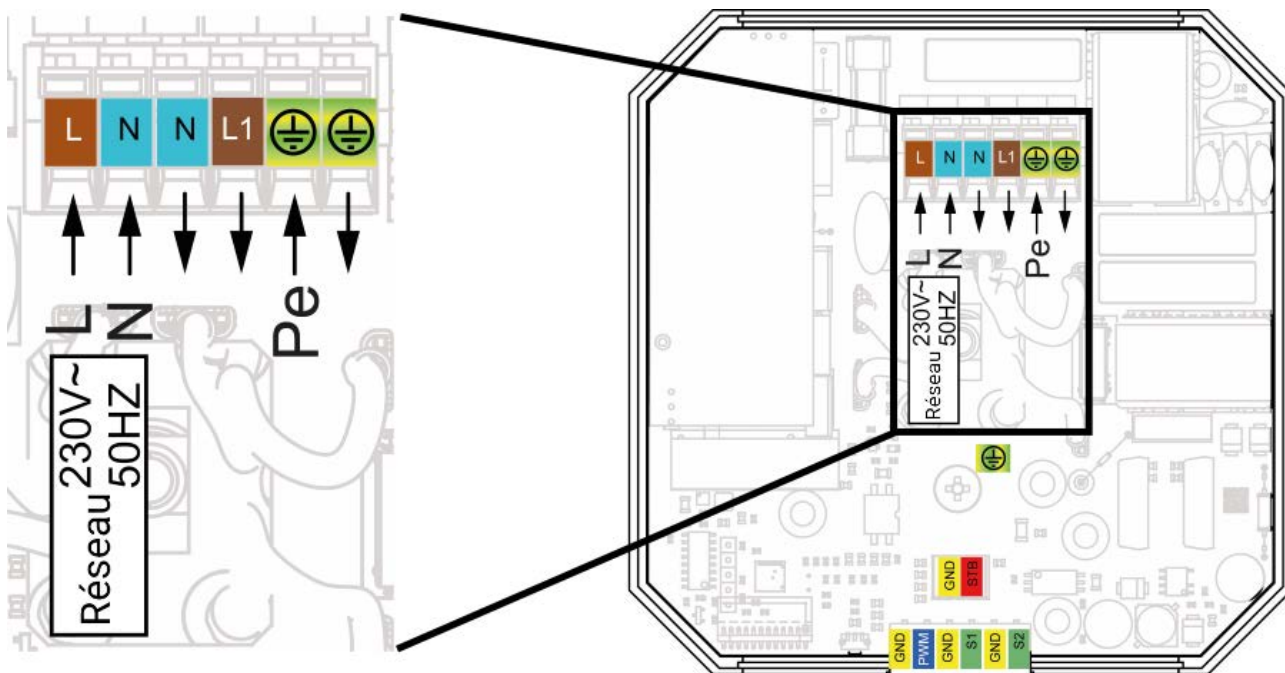 L N N L1
L
N
Pe
Réseau 230V~
50HZ
L N N L1
L
N
Pe
Réseau 230V~
50HZ
GND STB
GND PWM GND S1 GND S2